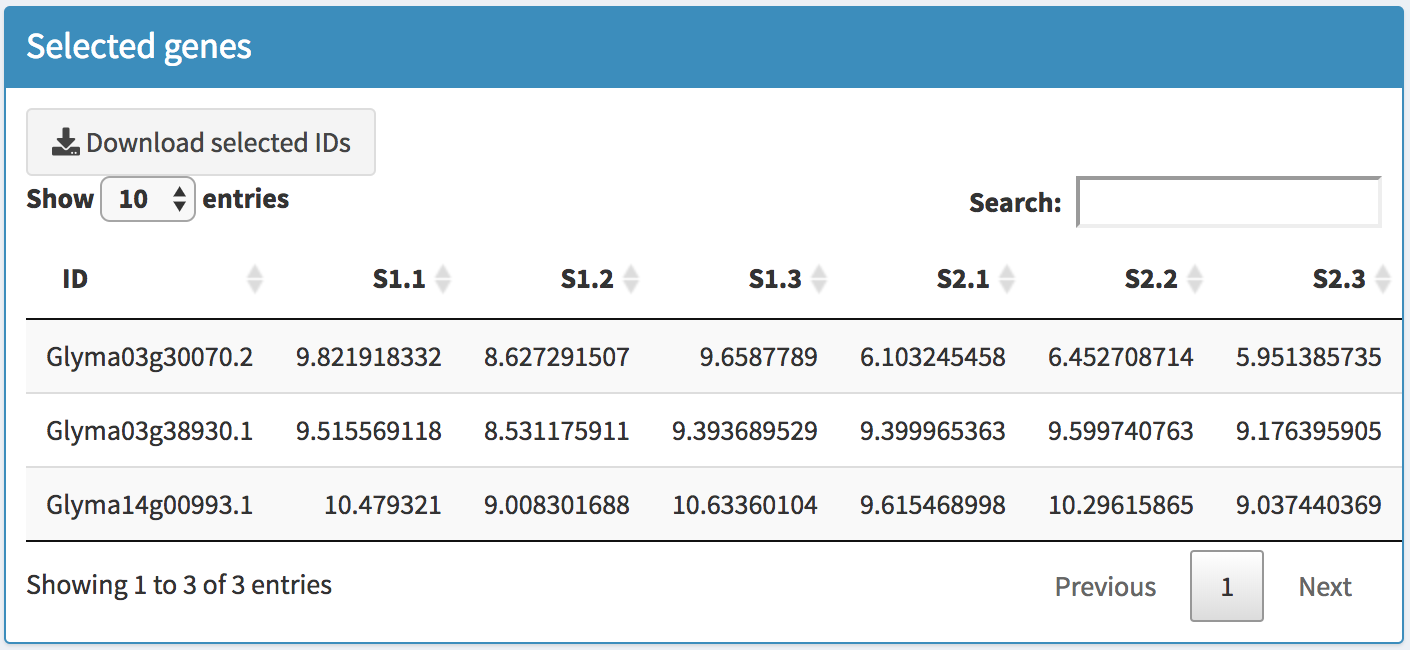 Selected genes
Download selected IDs
Show 10 entries
Search:
ID S1.1 S1.2 S1.3 S2.1 S2.2 S2.3
Glyma03g30070.2 9.821918332 8.627291507 9.6587789 6.103245458 6.452708714 5.951385735
Glyma03g38930.1 9.515569118 8.531175911 9.393689529 9.399965363 9.599740763 9.176395905
Glyma14g00993.1 10.479321 9.008301688 10.63360104 9.615468998 10.29615865 9.037440369
Showing 1 to 3 of 3 entries Previous 1 Next